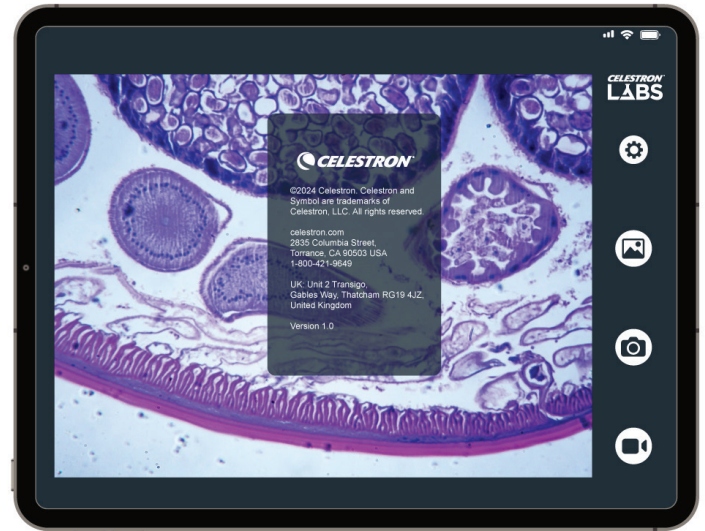 CELESTRON
LABS
CELESTRON
©2024 Celestron. Celestron and
Symbol are trademarks of
Celestron, LLC. All rights reserved.
celestron.com
2835 Columbia Street,
Torrance, CA 90503 USA
1-800-421-9649
UK: Unit 2 Transigo,
Gables Way, Thatcham RG19 4JZ,
United Kingdom
Version 1.0